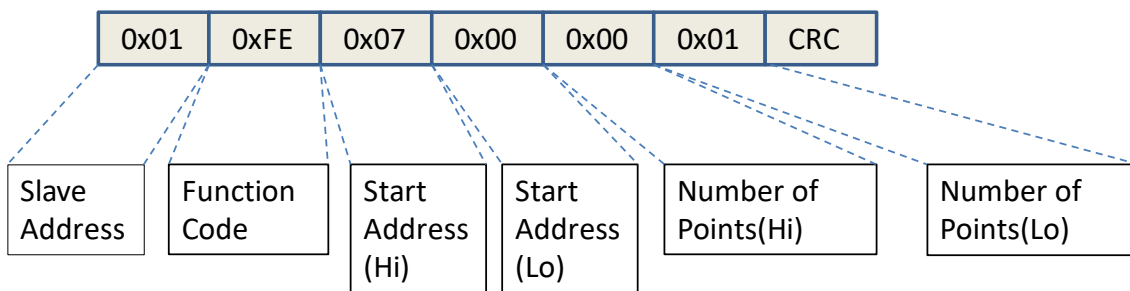 0x01 0xFE 0x07 0x00 0x00 0x01 CRC
Slave
Address
Function
Code
Start
Address
(Hi)
Start
Address
(Lo)
Number of
Points(Hi)
Number of
Points(Lo)